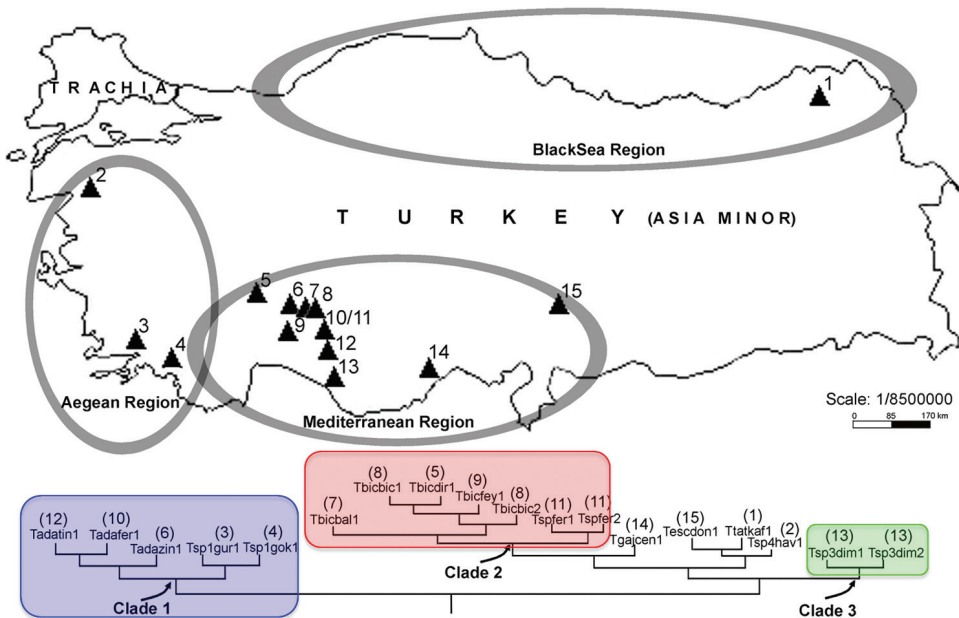 TRACHIA
1
BlackSea Region
2
TURKEY (ASIA MINOR)
5
6
7
8
15
9
10/11
3
12
4
13
14
Aegean Region
Mediterranean Region
Scale: 1/8500000
0 85 170 km
(8) (5)
Tbicbic1 Tbicdir1
(9)
Tbicfey1
(7)
Tbicbal1
(8)
Tbicbic2
(11) (11)
Tspfer1 Tspfer2
(12) (10)
Tadatin1 Tadafer1
(6) (3) (4)
Tadazin1 Tsp1gur1 Tsp1gok1
(14)
Tgajcen1
(15)
Tescdon1
(1)
Ttatkaf1
(2)
Tsp4hav1
(13) (13)
Tsp3dim1 Tsp3dim2
Clade 1
Clade 2
Clade 3